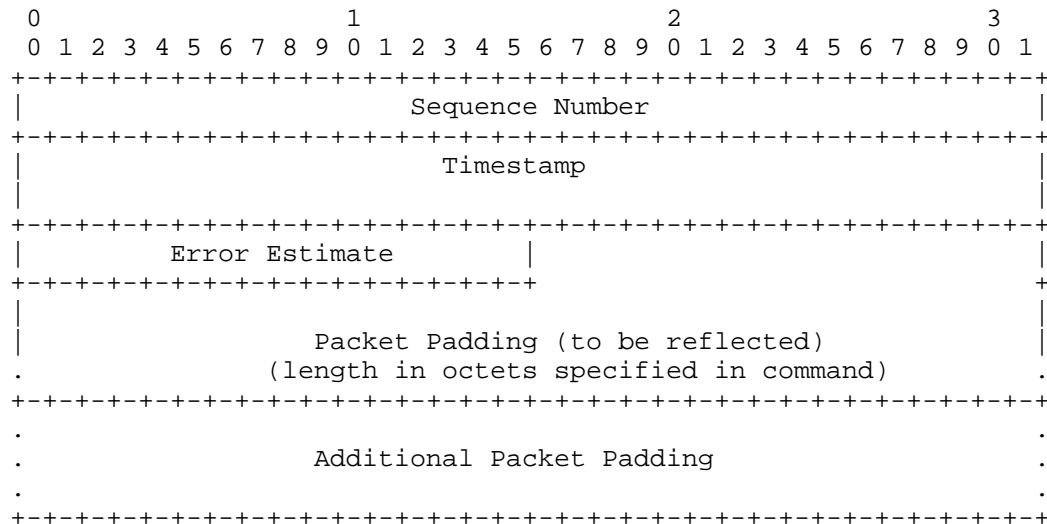 0                   1                   2                   3
 0 1 2 3 4 5 6 7 8 9 0 1 2 3 4 5 6 7 8 9 0 1 2 3 4 5 6 7 8 9 0 1
+-+-+-+-+-+-+-+-+-+-+-+-+-+-+-+-+-+-+-+-+-+-+-+-+-+-+-+-+-+-+-+-+
|                        Sequence Number                        |
+-+-+-+-+-+-+-+-+-+-+-+-+-+-+-+-+-+-+-+-+-+-+-+-+-+-+-+-+-+-+-+-+
|                          Timestamp                            |
|                                                               |
+-+-+-+-+-+-+-+-+-+-+-+-+-+-+-+-+-+-+-+-+-+-+-+-+-+-+-+-+-+-+-+-+
|         Error Estimate        |                               |
+-+-+-+-+-+-+-+-+-+-+-+-+-+-+-+-+                               +
|                                                               |
|                  Packet Padding (to be reflected)             |
.               (length in octets specified in command)         .
+-+-+-+-+-+-+-+-+-+-+-+-+-+-+-+-+-+-+-+-+-+-+-+-+-+-+-+-+-+-+-+-+
.                                                               .
.                  Additional Packet Padding                    .
.                                                               .
+-+-+-+-+-+-+-+-+-+-+-+-+-+-+-+-+-+-+-+-+-+-+-+-+-+-+-+-+-+-+-+-+